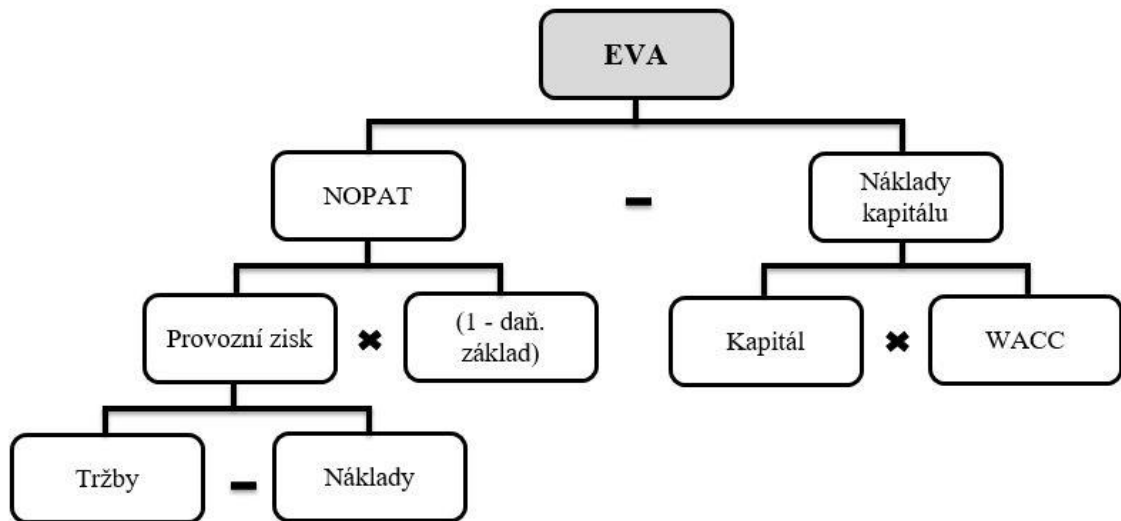 EVA
NOPAT
-
Náklady
kapitálu
Provozní zisk
×
(1 - daň.
základ)
Kapitál
×
WACC
Tržby
-
Náklady